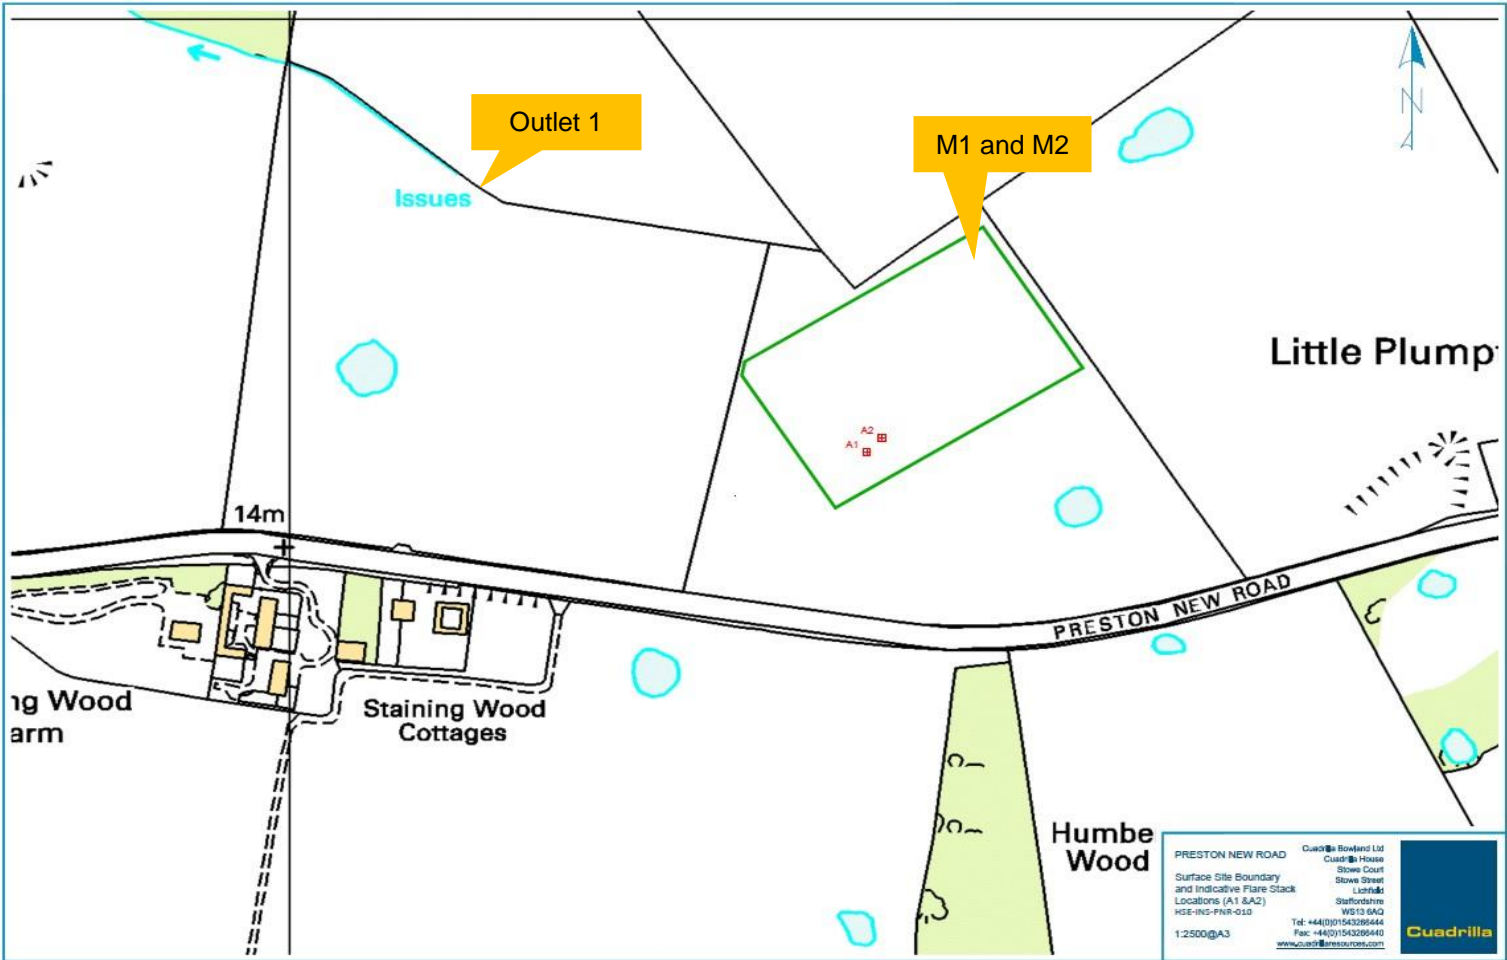 Outlet 1
M1 and M2
N
Issues
Little Plump
A2
A1
14m
PRESTON NEW ROAD
ng Wood
arm
Staining Wood
Cottages
Humbe
Wood
PRESTON NEW ROAD
Surface Site Boundary
and Indicative Flare Stack
Locations (A1 &A2)
HSE-INS-PNR-010
1:2500@A3
Cuadrilla Bowland Ltd
Cuadrilla House
Stowe Court
Stowe Street
Lichfield
Staffordshire
WS13 6AQ
Tel: +44(0)01543266444
Fax: +44(0)1543266440
www.cuadrillaresources.com
Cuadrilla